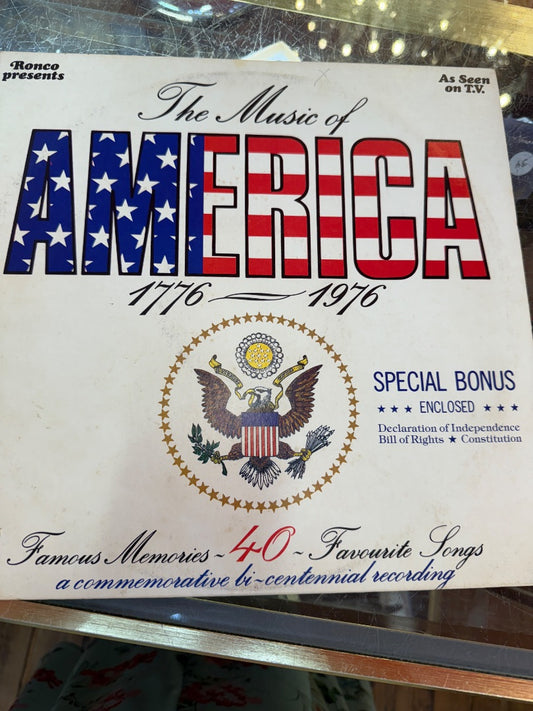 Ronco
presents
As Seen
on T.V.
The Music of
AMERICA
1776 — 1976
SPECIAL BONUS
★ ★ ★ ENCLOSED ★ ★ ★
Declaration of Independence
Bill of Rights ★ Constitution
Famous Memories ~ 40 ~ Favourite Songs
a commemorative bi-centennial recording